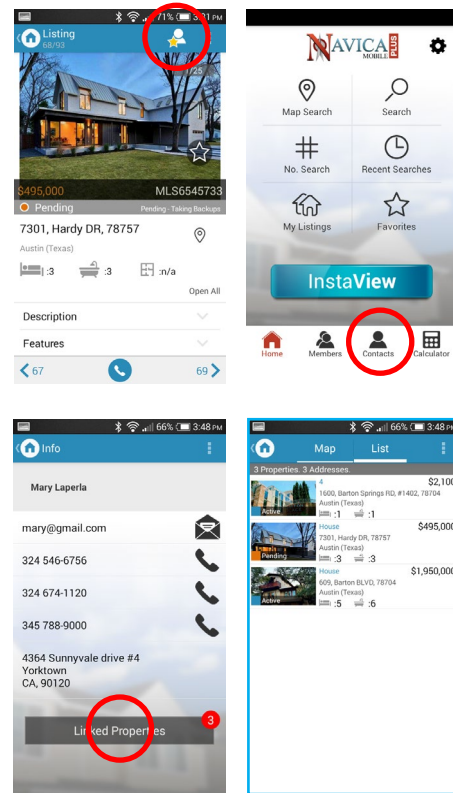 71% 3:31 PM
Listing
68/93
1/25
$495,000 MLS6545733
Pending Pending - Taking Backups
7301, Hardy DR, 78757
Austin (Texas)
:3 :3 :n/a
Open All
Description
Features
67 69
NAVICA PLUS
MOBILE
Map Search Search
No. Search Recent Searches
My Listings Favorites
InstaView
Home Members Contacts Calculator
66% 3:48 PM
Info
Mary Laperla
mary@gmail.com
324 546-6756
324 674-1120
345 788-9000
4364 Sunnyvale drive #4
Yorktown
CA, 90120
Linked Properties 3
66% 3:48 PM
Map List
3 Properties. 3 Addresses.
4 $2,100
1600, Barton Springs RD, #1402, 78704
Austin (Texas)
Active :1 :1
House $495,000
7301, Hardy DR, 78757
Austin (Texas)
Pending :3 :3
House $1,950,000
609, Barton BLVD, 78704
Austin (Texas)
Active :5 :6